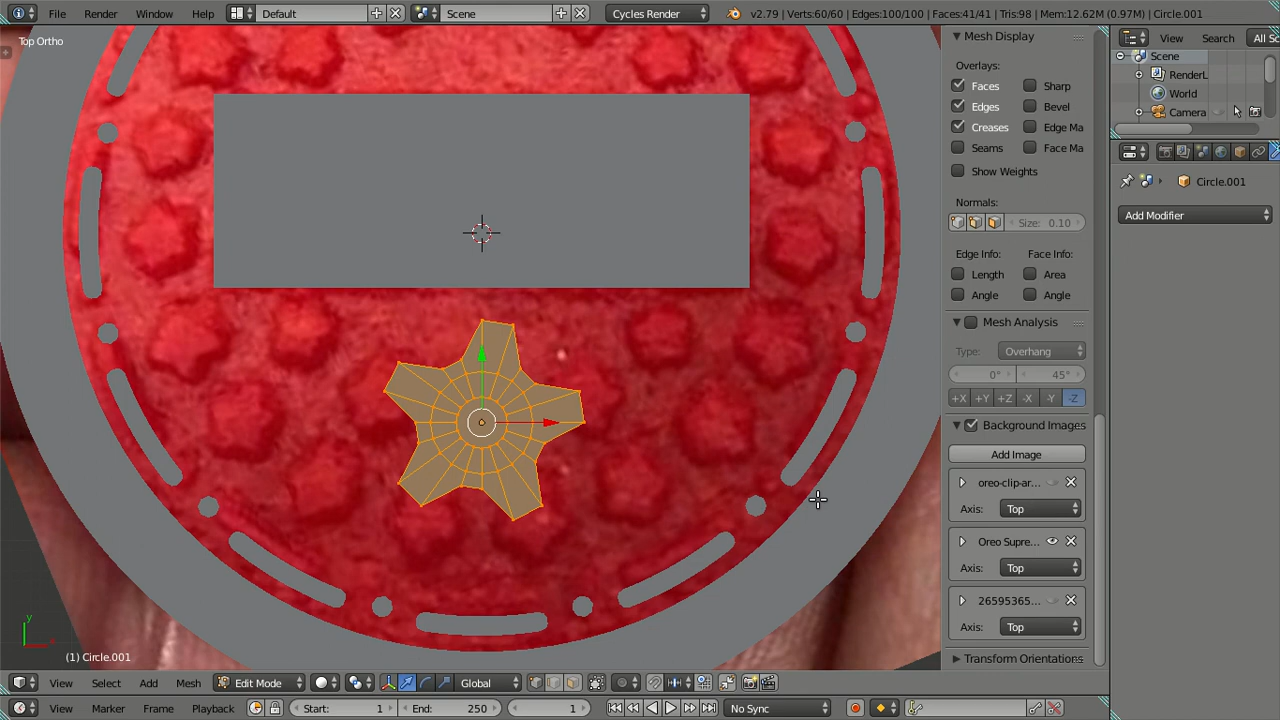 File Render Window Help Default Scene Cycles Render v2.79 | Verts:60/60 | Edges:100/100 | Faces:41/41 | Tris:98 | Mem:12.62M (0.97M) | Circle.001
Top Ortho
Mesh Display
Overlays:
Faces Sharp
Edges Bevel
Creases Edge Ma
Seams Face Ma
Show Weights
Normals:
Size: 0.10
Edge Info: Face Info:
Length Area
Angle Angle
Mesh Analysis
Type: Overhang
0° 45°
+X +Y +Z -X -Y -Z
Background Images
Add Image
oreo-clip-ar...
Axis: Top
Oreo Supre...
Axis: Top
26595365...
Axis: Top
Transform Orientations
View Search All Sc
Scene
RenderL
World
Camera
Circle.001
Add Modifier
y
(1) Circle.001
View Select Add Mesh Edit Mode Global
View Marker Frame Playback Start: 1 End: 250 1 No Sync